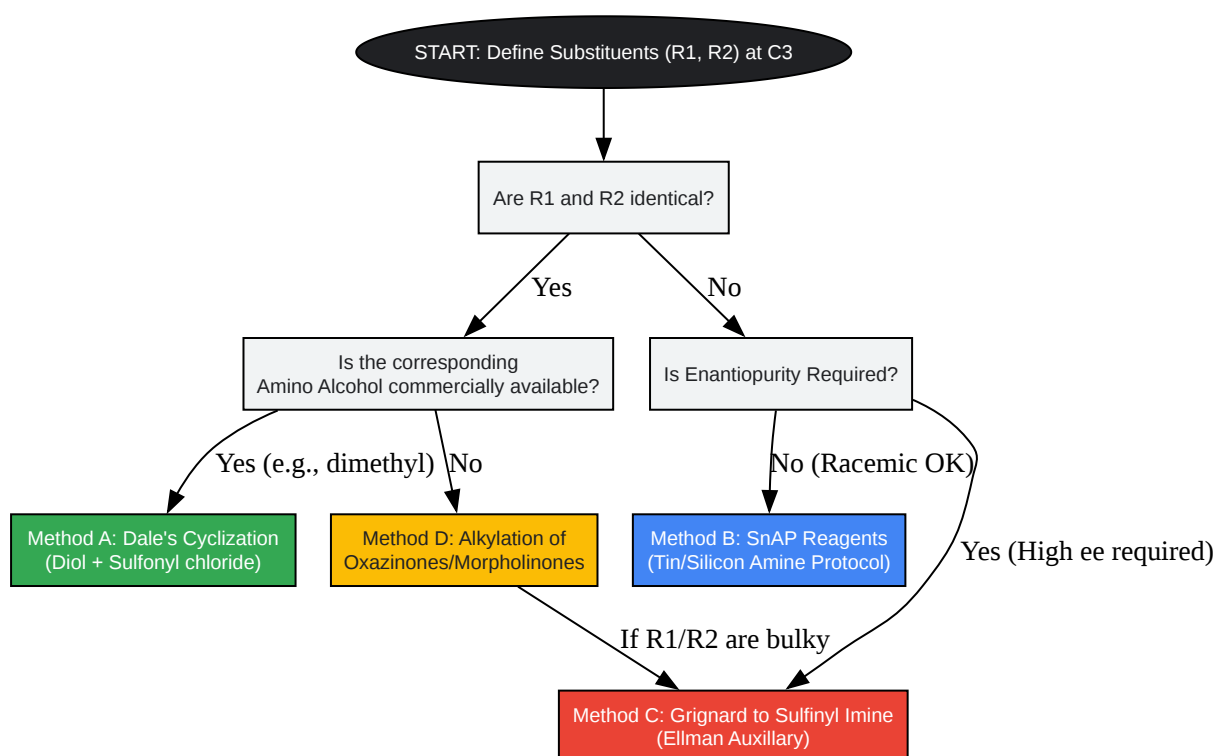 START: Define Substituents (R1, R2) at C3
Are R1 and R2 identical?
Yes
No
Is the corresponding
Amino Alcohol commercially available?
Is Enantiopurity Required?
Yes (e.g., dimethyl)
No
No (Racemic OK)
Yes (High ee required)
Method A: Dale's Cyclization
(Diol + Sulfonyl chloride)
Method D: Alkylation of
Oxazinones/Morpholinones
Method B: SnAP Reagents
(Tin/Silicon Amine Protocol)
If R1/R2 are bulky
Method C: Grignard to Sulfinyl Imine
(Ellman Auxillary)